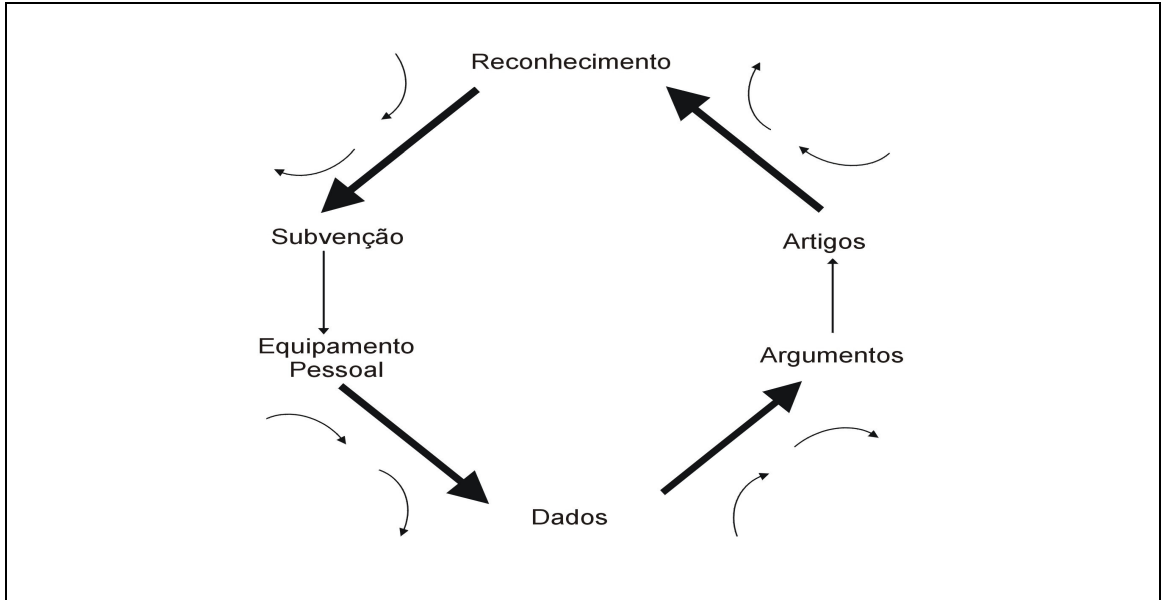 Reconhecimento
Subvenção
Artigos
Equipamento
Pessoal
Argumentos
Dados